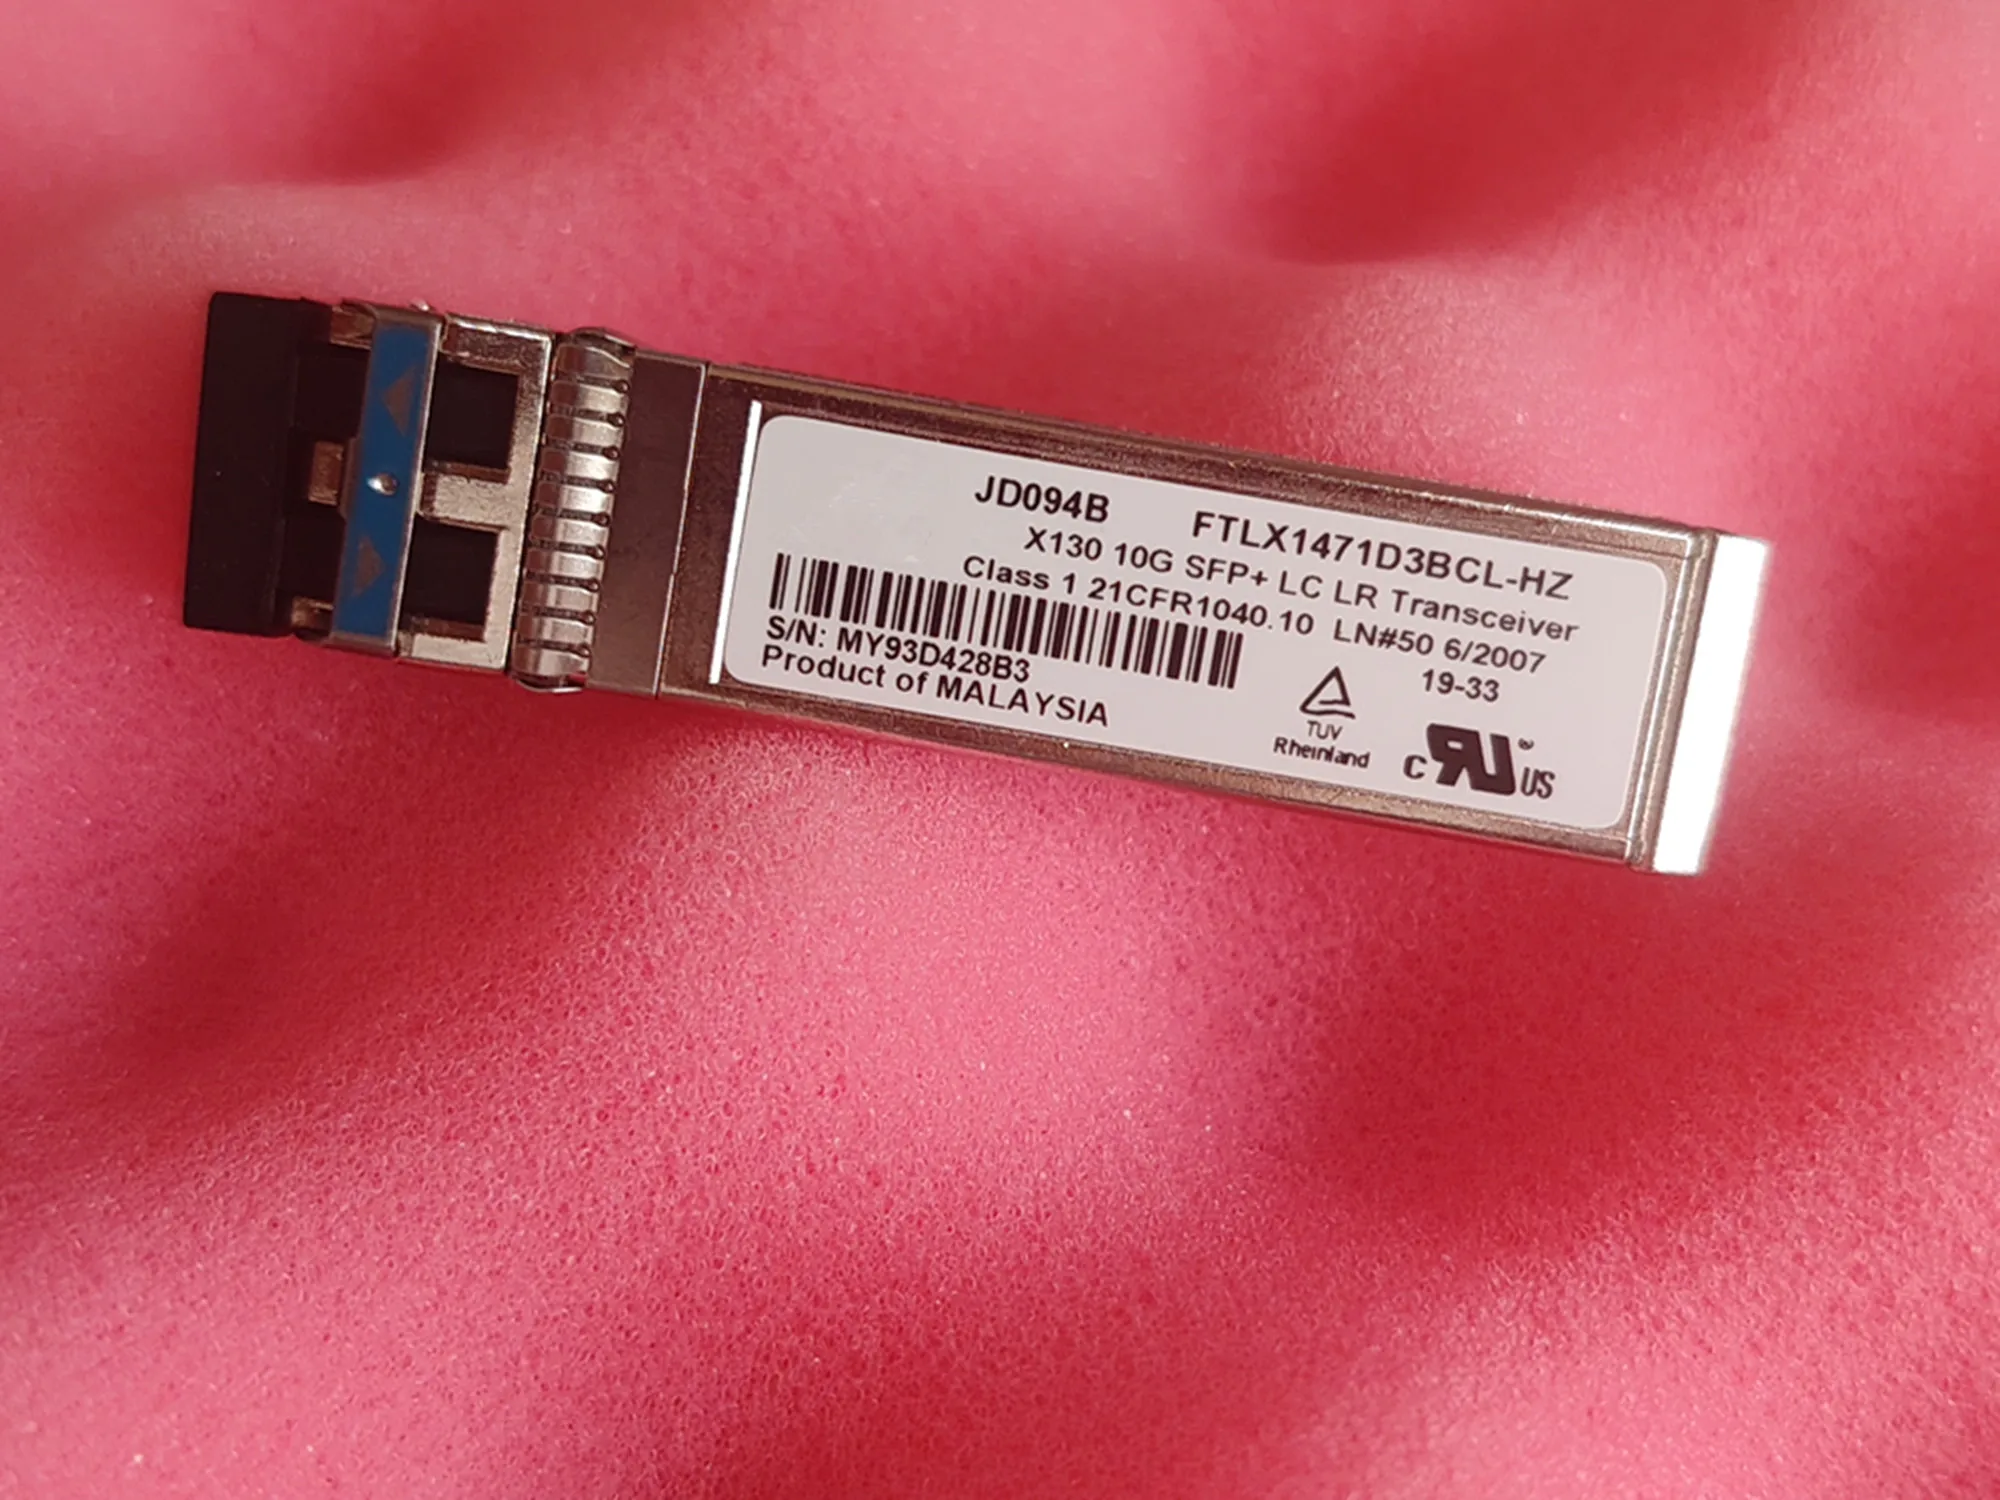 JD094B FTLX1471D3BCL-HZ
X130 10G SFP+ LC LR Transceiver
Class 1 21CFR1040.10 LN#50 6/2007
19-33
S/N: MY93D428B3
Product of MALAYSIA
TUV
Rheinland
C RU US